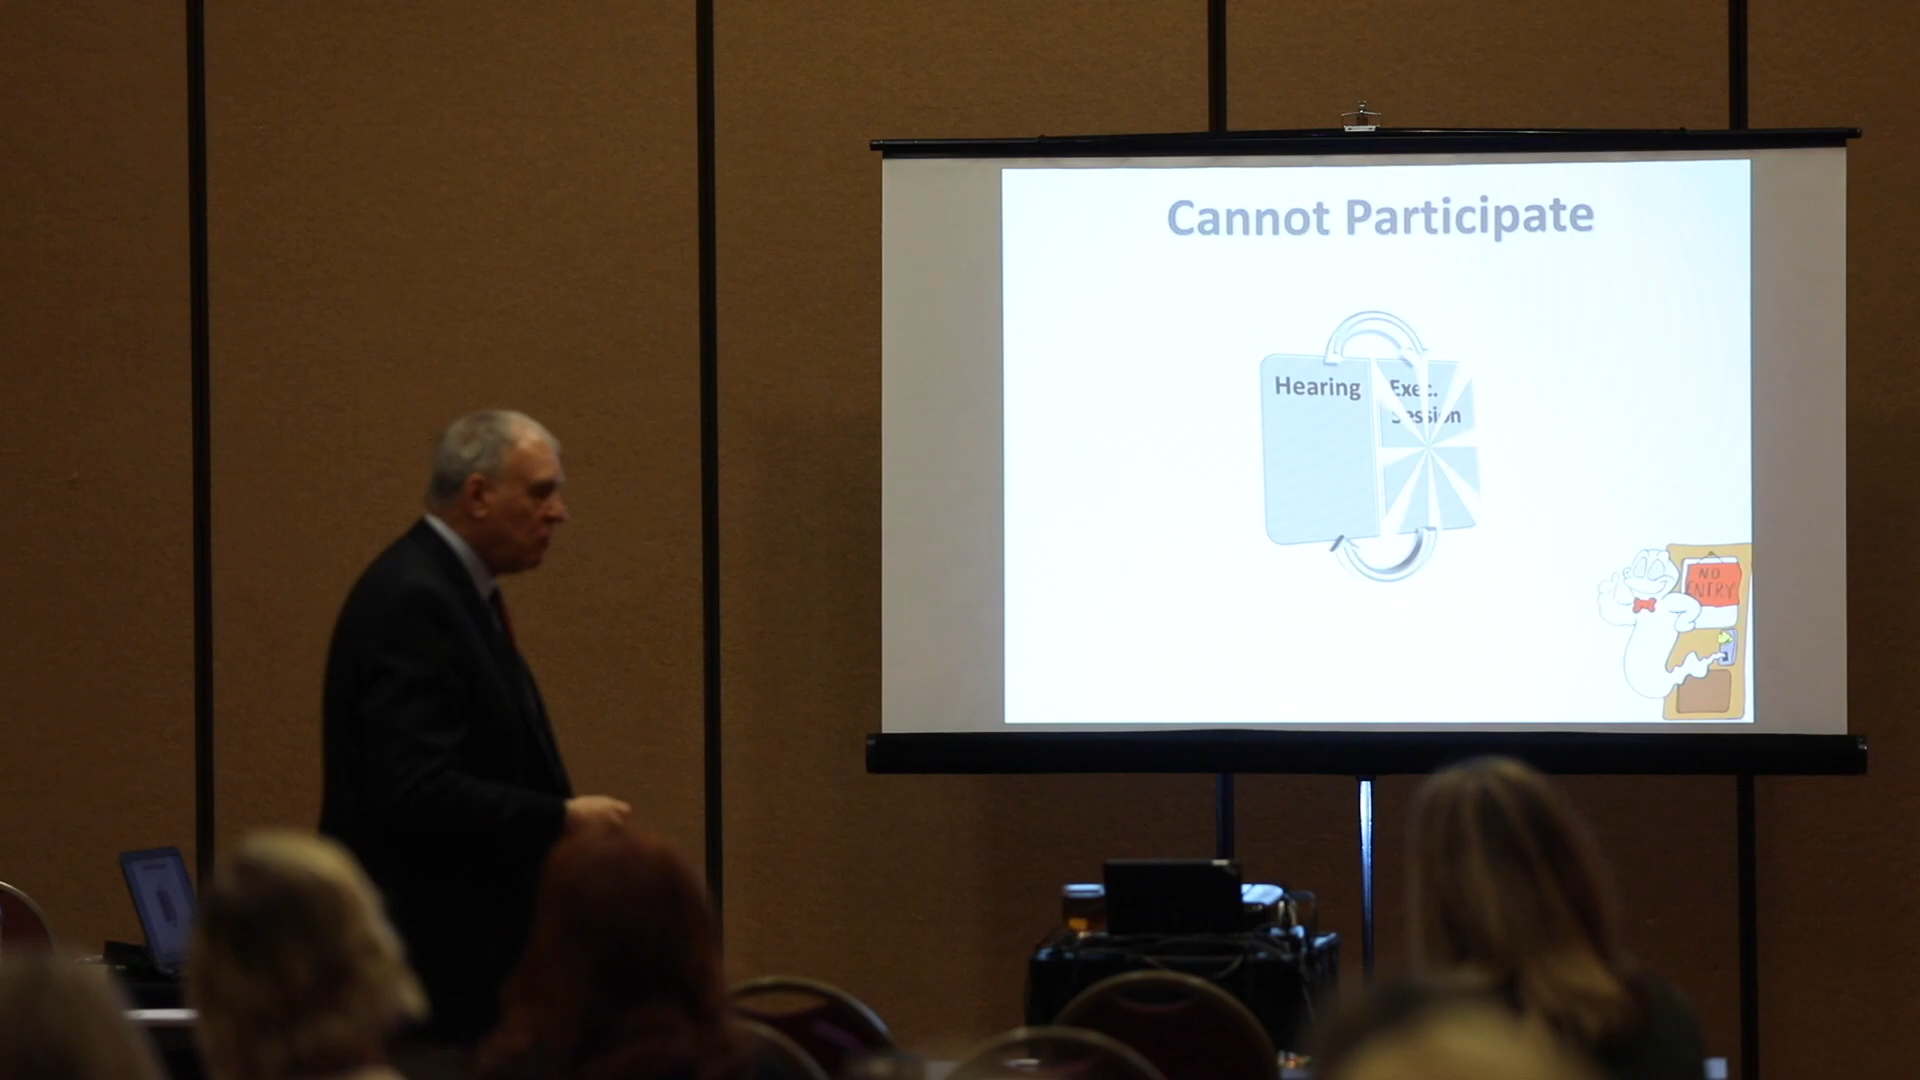 Cannot Participate
Hearing
Exec.
Session
NO
ENTRY